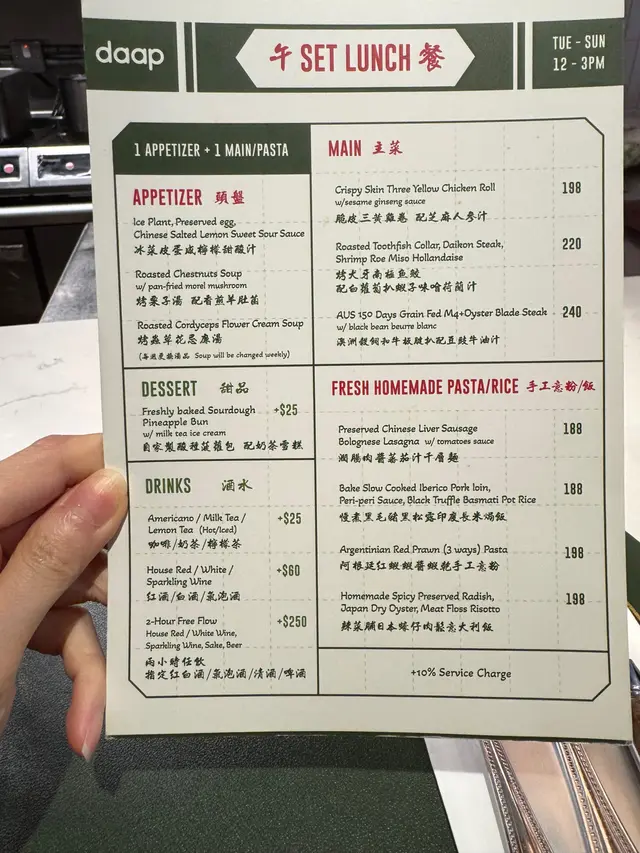 daap
午 SET LUNCH 餐
TUE - SUN
12 - 3PM
1 APPETIZER + 1 MAIN/PASTA
APPETIZER 頭盤
Ice Plant, Preserved egg,
Chinese Salted Lemon Sweet Sour Sauce
冰菜皮蛋咸檸檬甜酸汁
Roasted Chestnuts Soup
w/ pan-fried morel mushroom
烤栗子湯 配香煎羊肚菌
Roasted Cordyceps Flower Cream Soup
烤蟲草花忌廉湯
(每週更換湯品 Soup will be changed weekly)
DESSERT 甜品
Freshly baked Sourdough +$25
Pineapple Bun
w/ milk tea ice cream
自家製酸種菠蘿包 配奶茶雪糕
DRINKS 酒水
Americano / Milk Tea / +$25
Lemon Tea (Hot/Iced)
咖啡/奶茶/檸檬茶
House Red / White / +$60
Sparkling Wine
紅酒/白酒/氣泡酒
2-Hour Free Flow +$250
House Red / White Wine,
Sparkling Wine, Sake, Beer
兩小時任飲
指定紅白酒/氣泡酒/清酒/啤酒
MAIN 主菜
Crispy Skin Three Yellow Chicken Roll 198
w/sesame ginseng sauce
脆皮三黃雞卷 配芝麻人參汁
Roasted Toothfish Collar, Daikon Steak, 220
Shrimp Roe Miso Hollandaise
烤犬牙南極魚鮫
配白蘿蔔扒蝦子味噌荷蘭汁
AUS 150 Days Grain Fed M4+Oyster Blade Steak 240
w/ black bean beurre blanc
澳洲穀飼和牛板腱扒配豆豉牛油汁
FRESH HOMEMADE PASTA/RICE 手工意粉/飯
Preserved Chinese Liver Sausage 188
Bolognese Lasagna w/ tomatoes sauce
潤腸肉醬蕃茄汁千層麵
Bake Slow Cooked Iberico Pork loin, 188
Peri-peri Sauce, Black Truffle Basmati Pot Rice
慢煮黑毛豬黑松露印度長米焗飯
Argentinian Red Prawn (3 ways) Pasta 198
阿根廷紅蝦蝦醬蝦乾手工意粉
Homemade Spicy Preserved Radish, 198
Japan Dry Oyster, Meat Floss Risotto
辣菜脯日本蠔仔肉鬆意大利飯
+10% Service Charge